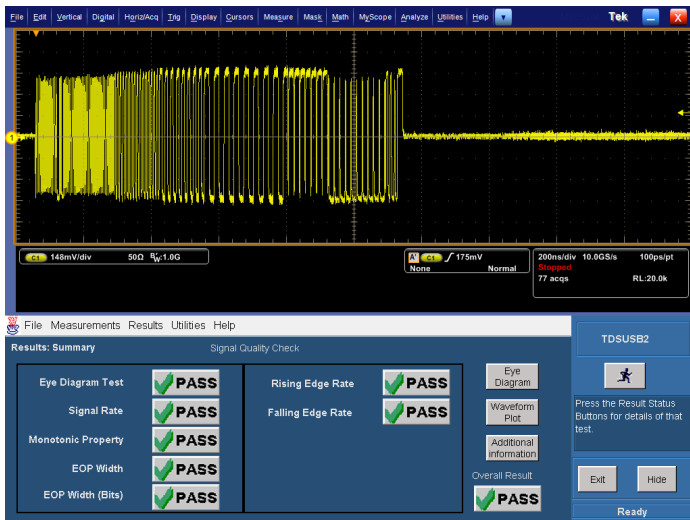 File Edit Vertical Digital Horiz/Acq Trig Display Cursors Measure Mask Math MyScope Analyze Utilities Help Tek
1
C1 148mV/div 50Ω BW:1.0G
A' C1 175mV
None Normal
200ns/div 10.0GS/s 100ps/pt
Stopped
77 acqs RL:20.0k
File Measurements Results Utilities Help
Results: Summary Signal Quality Check
Eye Diagram Test PASS
Signal Rate PASS
Monotonic Property PASS
EOP Width PASS
EOP Width (Bits) PASS
Rising Edge Rate PASS
Falling Edge Rate PASS
Eye
Diagram
Waveform
Plot
Additional
information
Overall Result
PASS
TDSUSB2
Press the Result Status
Buttons for details of that
test.
Exit Hide
Ready